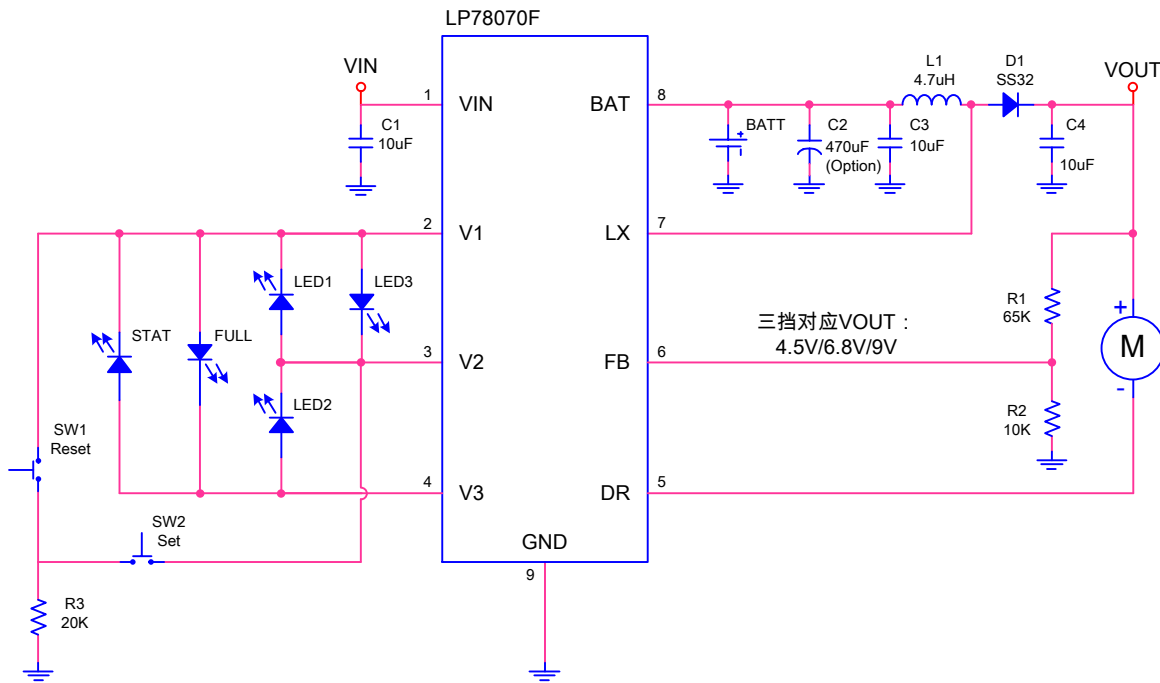 LP78070F
VIN
VIN
1
C1
10uF
BAT
8
BATT
+
-
C2
470uF
(Option)
C3
10uF
L1
4.7uH
D1
SS32
VOUT
C4
10uF
2
V1
LX
7
STAT
FULL
LED1
LED3
LED2
3
V2
三挡对应VOUT：
4.5V/6.8V/9V
FB
6
R1
65K
R2
10K
+
M
-
SW1
Reset
4
V3
DR
5
SW2
Set
GND
9
R3
20K